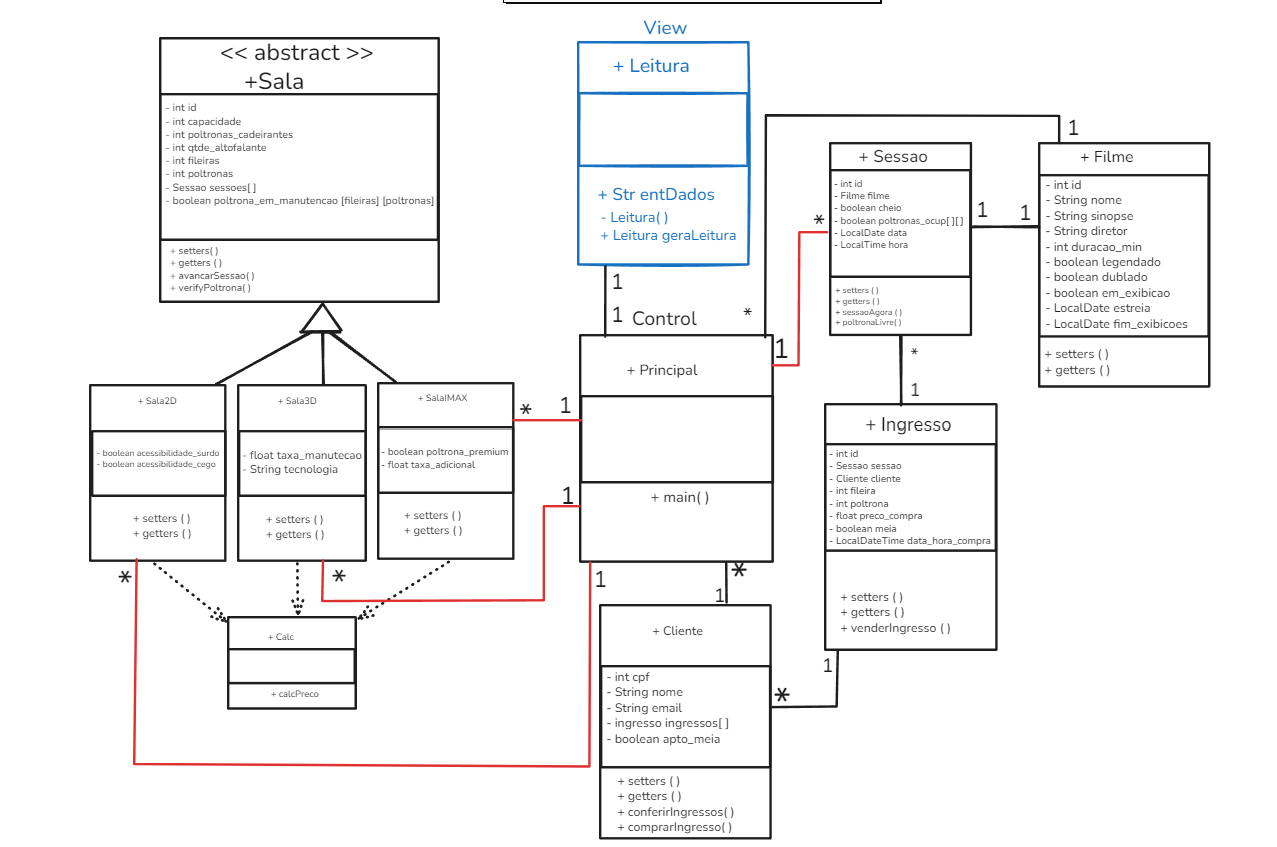 << abstract >>
+Sala
- int id
- int capacidade
- int poltronas_cadeirantes
- int qtde_altofalante
- int fileiras
- int poltronas
- Sessao sessoes[ ]
- boolean poltrona_em_manutencao [fileiras] [poltronas]
+ setters( )
+ getters ( )
+ avancarSessao( )
+ verifyPoltrona( )
View
+ Leitura
+ Str entDados
- Leitura( )
+ Leitura geraLeitura
1
1
Control
*
1
+ Sessao
- int id
- Filme filme
- boolean cheio
- boolean poltronas_ocup[ ][ ]
- LocalDate data
- LocalTime hora
+ setters ( )
+ getters ( )
+ sessaoAgora ( )
+ poltronaLivre( )
*
1
1
1
+ Filme
- int id
- String nome
- String sinopse
- String diretor
- int duracao_min
- boolean legendado
- boolean dublado
- boolean em_exibicao
- LocalDate estreia
- LocalDate fim_exibicoes
+ setters ( )
+ getters ( )
+ Sala2D
- boolean acessibilidade_surdo
- boolean acessibilidade_cego
+ setters ( )
+ getters ( )
+ Sala3D
- float taxa_manutecao
- String tecnologia
+ setters ( )
+ getters ( )
+ SalaIMAX
- boolean poltrona_premium
- float taxa_adicional
+ setters ( )
+ getters ( )
*
1
1
+ Principal
+ main( )
1
*
*
1
*
1
*
1
+ Ingresso
- int id
- Sessao sessao
- Cliente cliente
- int fileira
- int poltrona
- float preco_compra
- boolean meia
- LocalDateTime data_hora_compra
+ setters ( )
+ getters ( )
+ venderIngresso ( )
1
*
+ Calc
+ calcPreco
+ Cliente
- int cpf
- String nome
- String email
- ingresso ingressos[ ]
- boolean apto_meia
+ setters ( )
+ getters ( )
+ conferirIngressos( )
+ comprarIngresso( )